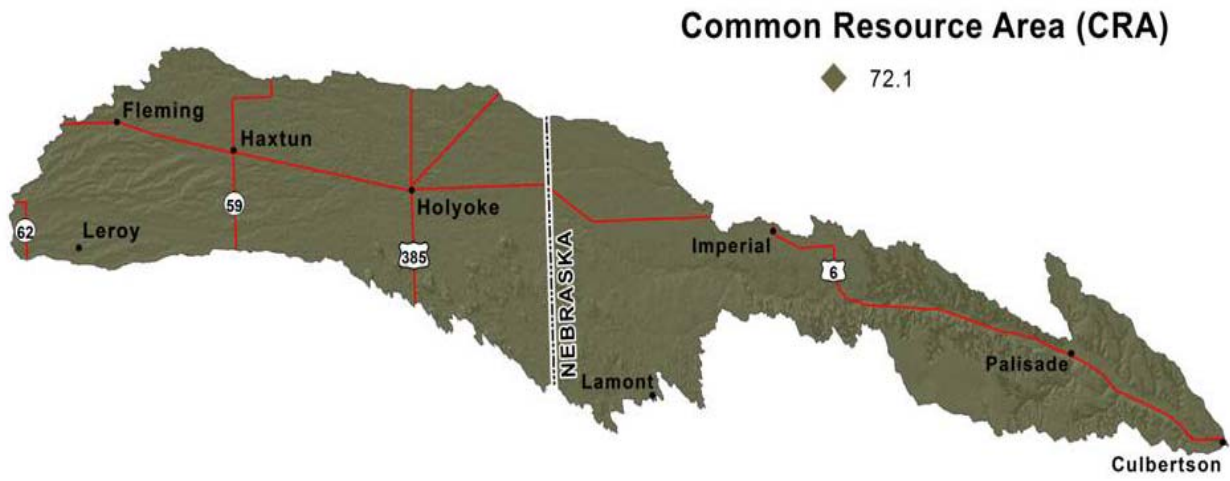 Common Resource Area (CRA)
72.1
Fleming
Haxtun
59
Holyoke
62
Leroy
385
NEBRASKA
Imperial
6
Lamont
Palisade
Culbertson